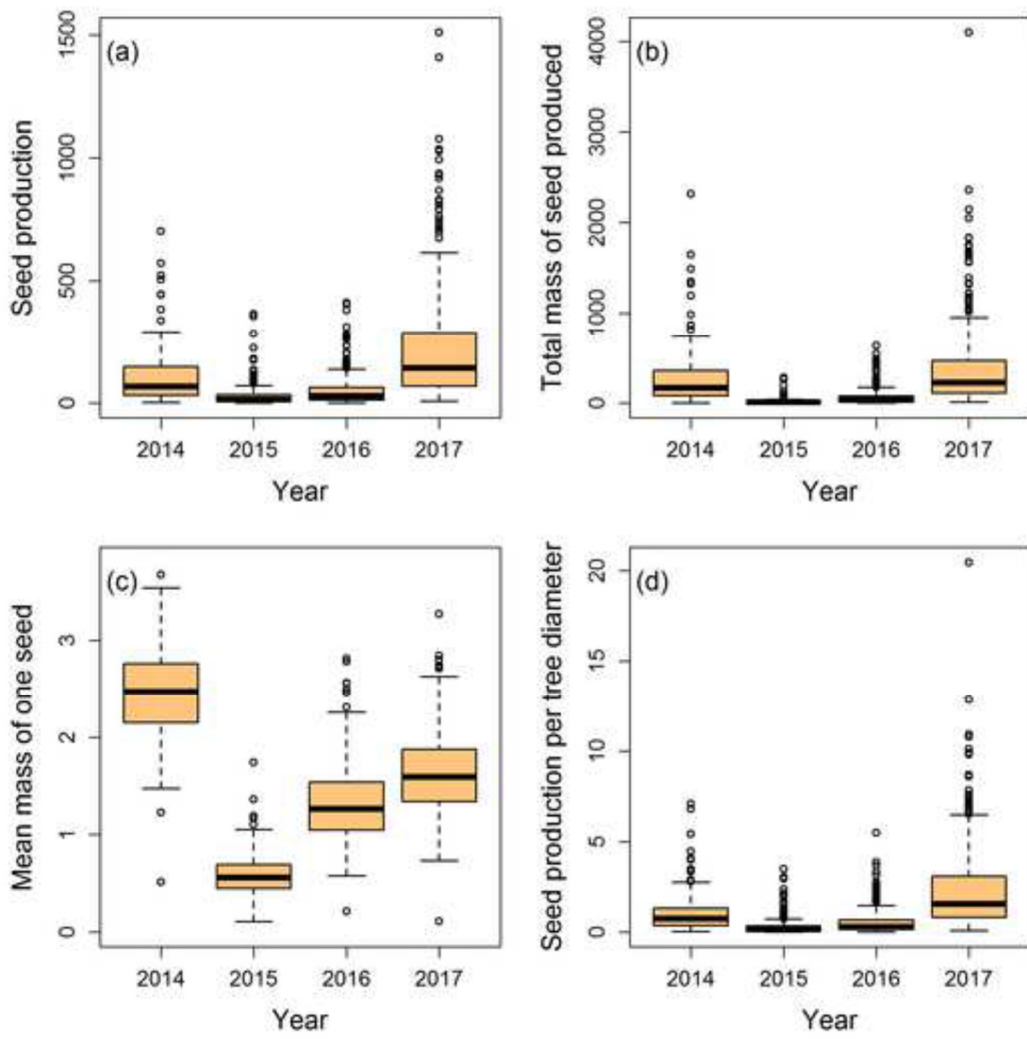 (a)
Seed production
1500
1000
500
0
2014 2015 2016 2017
Year
(b)
Total mass of seed produced
4000
3000
2000
1000
0
2014 2015 2016 2017
Year
(c)
Mean mass of one seed
3
2
1
0
2014 2015 2016 2017
Year
(d)
Seed production per tree diameter
20
15
10
5
0
2014 2015 2016 2017
Year